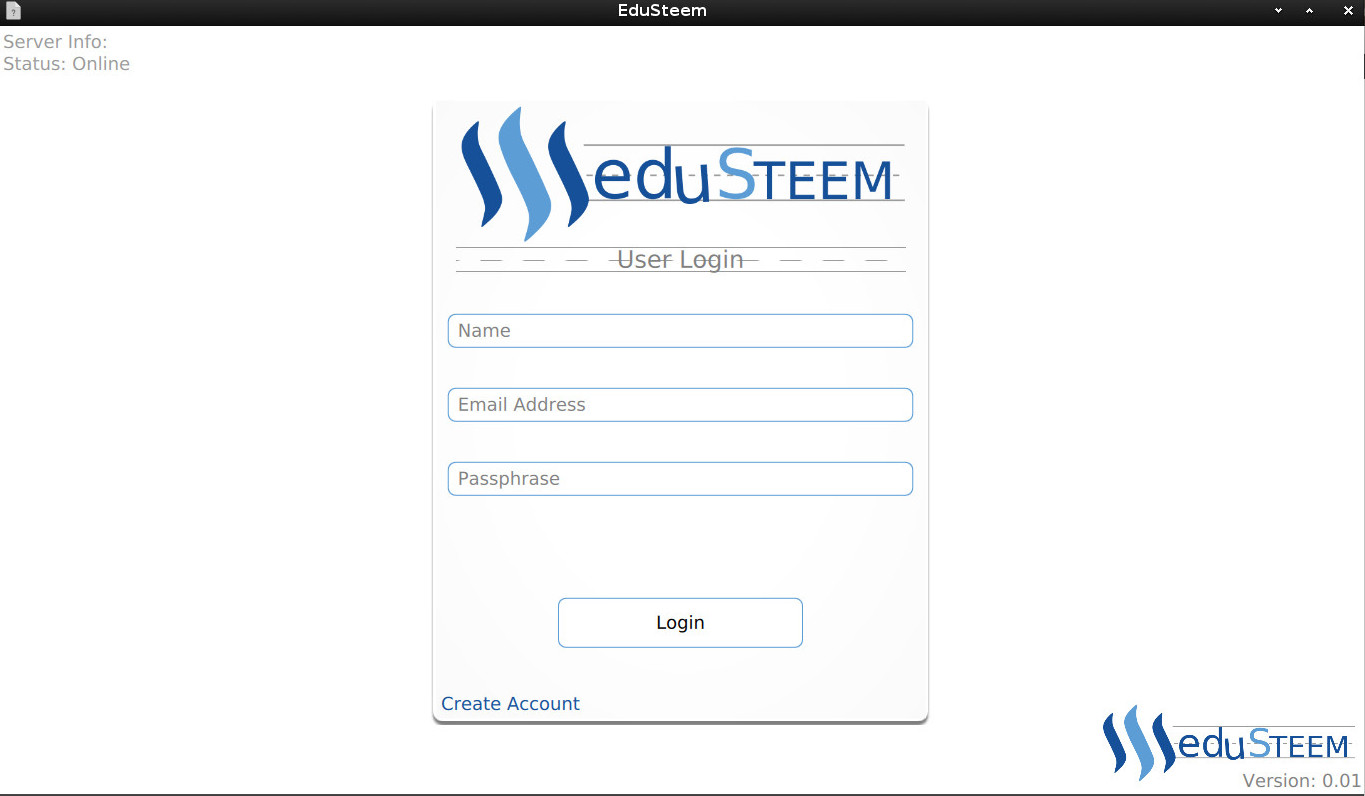 EduSteem
Server Info:
Status: Online
eduSTEEM
User Login
Name
Email Address
Passphrase
Login
Create Account
eduSTEEM
Version: 0.01